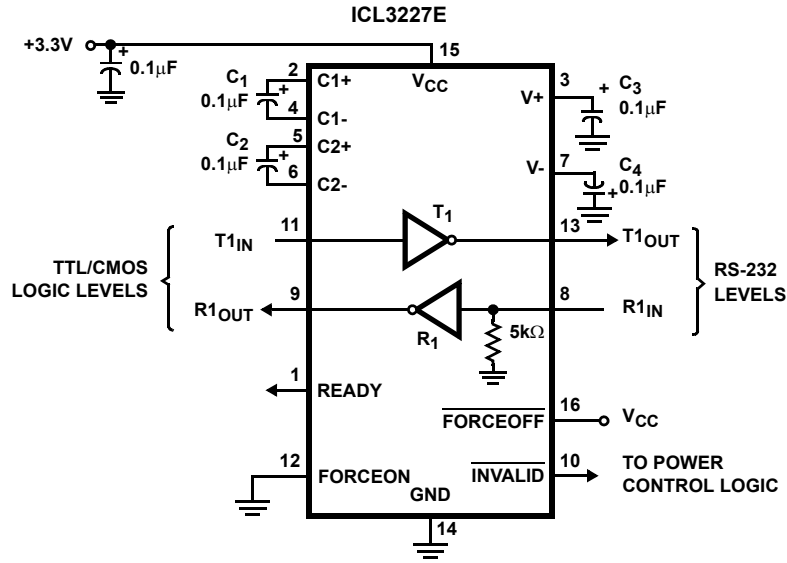 ICL3227E
+3.3V
+
0.1μF
15
VCC
C1
0.1μF
+
2
C1+
4
C1-
C2
0.1μF
+
5
C2+
6
C2-
3
V+
+
C3
0.1μF
7
V-
C4
0.1μF
+
T1
T1IN
11
13
T1OUT
TTL/CMOS
LOGIC LEVELS
RS-232
LEVELS
R1OUT
9
R1
5kΩ
8
R1IN
1
READY
FORCEOFF
16
VCC
12
FORCEON
INVALID
10
TO POWER
CONTROL LOGIC
GND
14